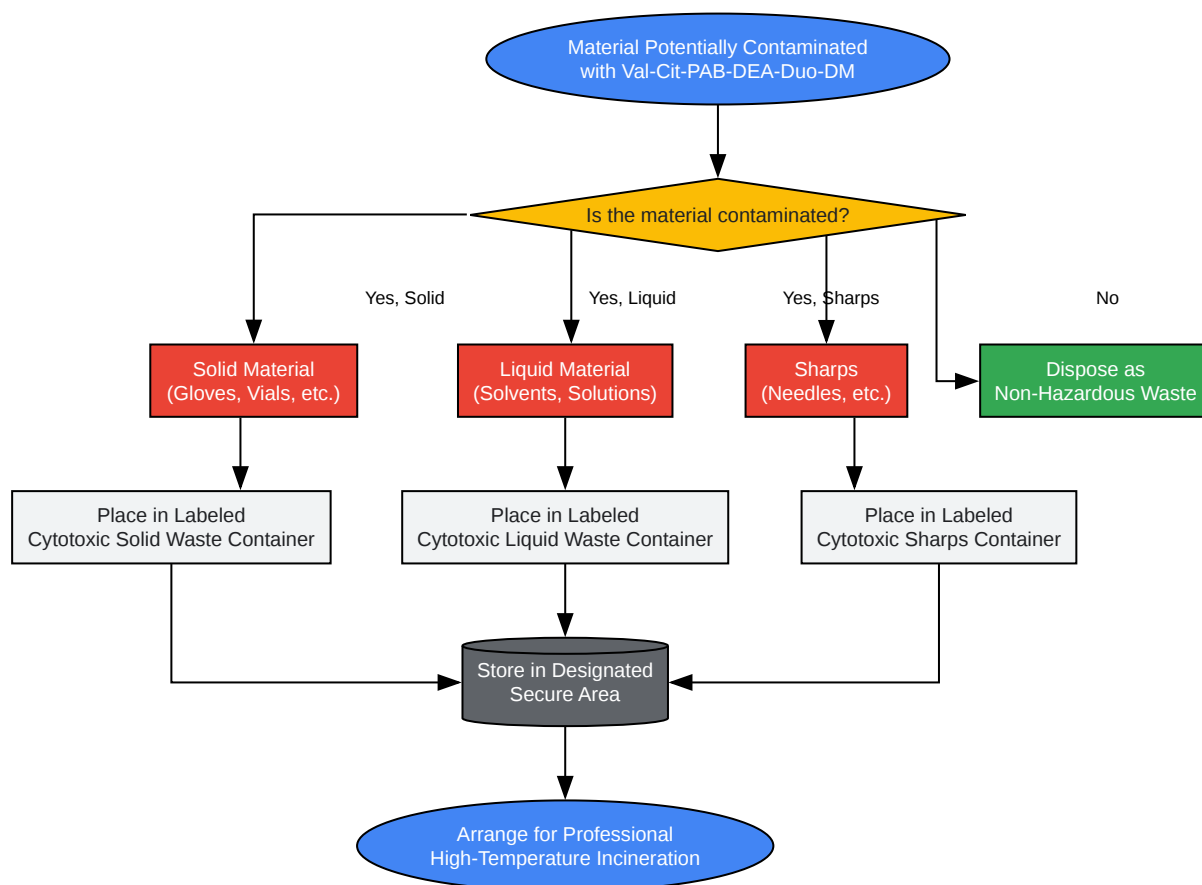 Material Potentially Contaminated
with Val-Cit-PAB-DEA-Duo-DM
Is the material contaminated?
Yes, Solid
Yes, Liquid
Yes, Sharps
No
Solid Material
(Gloves, Vials, etc.)
Liquid Material
(Solvents, Solutions)
Sharps
(Needles, etc.)
Dispose as
Non-Hazardous Waste
Place in Labeled
Cytotoxic Solid Waste Container
Place in Labeled
Cytotoxic Liquid Waste Container
Place in Labeled
Cytotoxic Sharps Container
Store in Designated
Secure Area
Arrange for Professional
High-Temperature Incineration